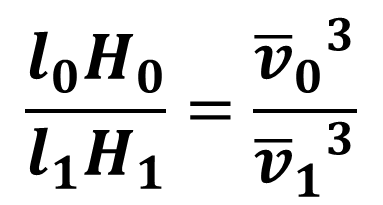 l₀H₀ / l₁H₁ = v̅₀³ / v̅₁³